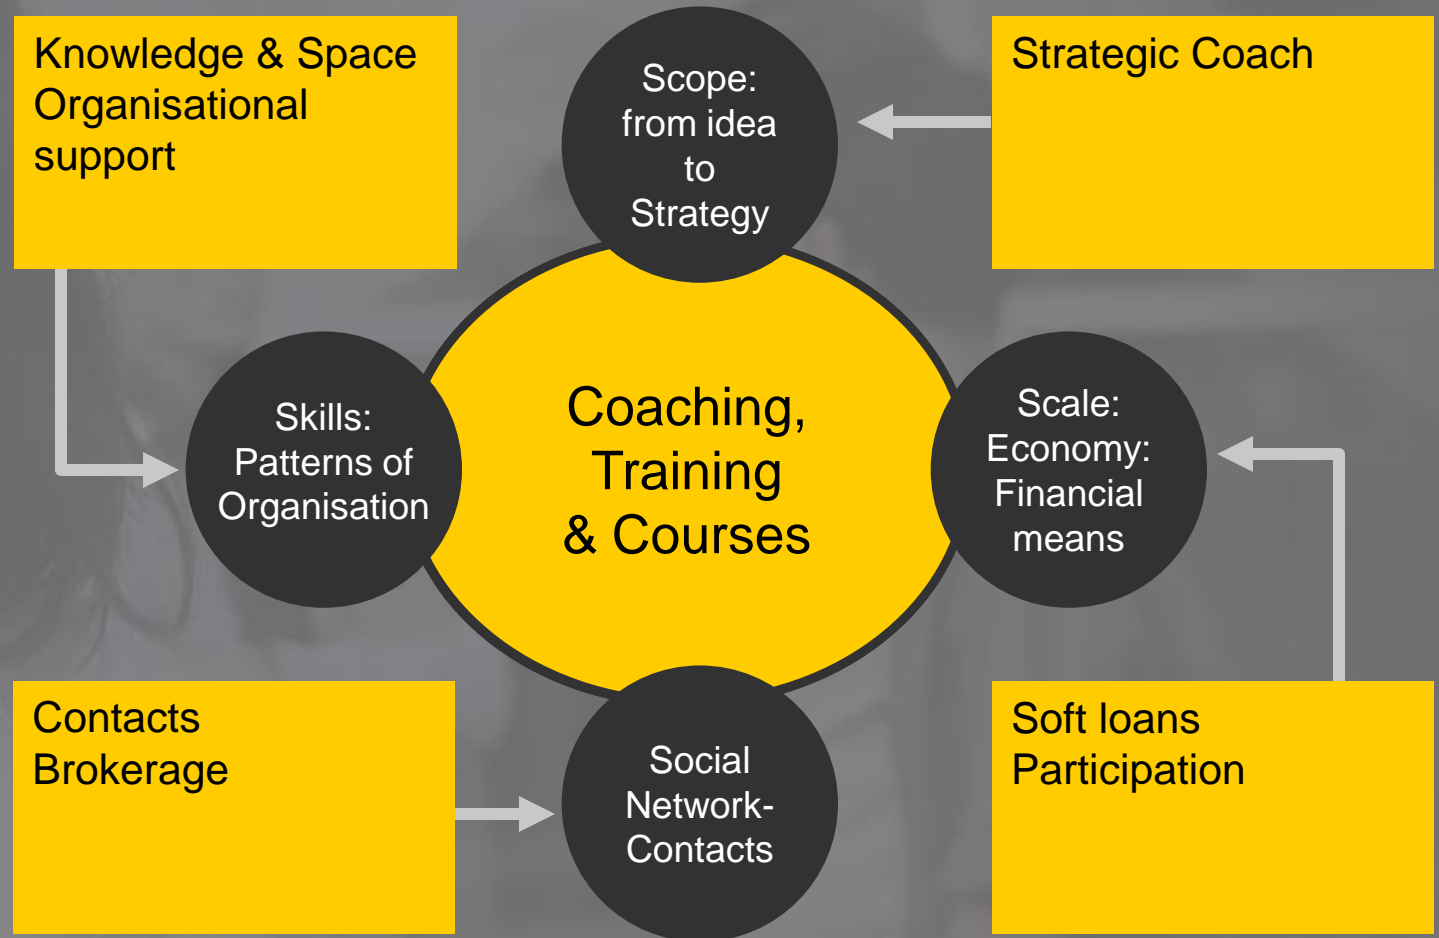 Knowledge & Space
Organisational
support
Scope:
from idea
to
Strategy
Strategic Coach
Skills:
Patterns of
Organisation
Coaching,
Training
& Courses
Scale:
Economy:
Financial
means
Contacts
Brokerage
Social
Network-
Contacts
Soft loans
Participation